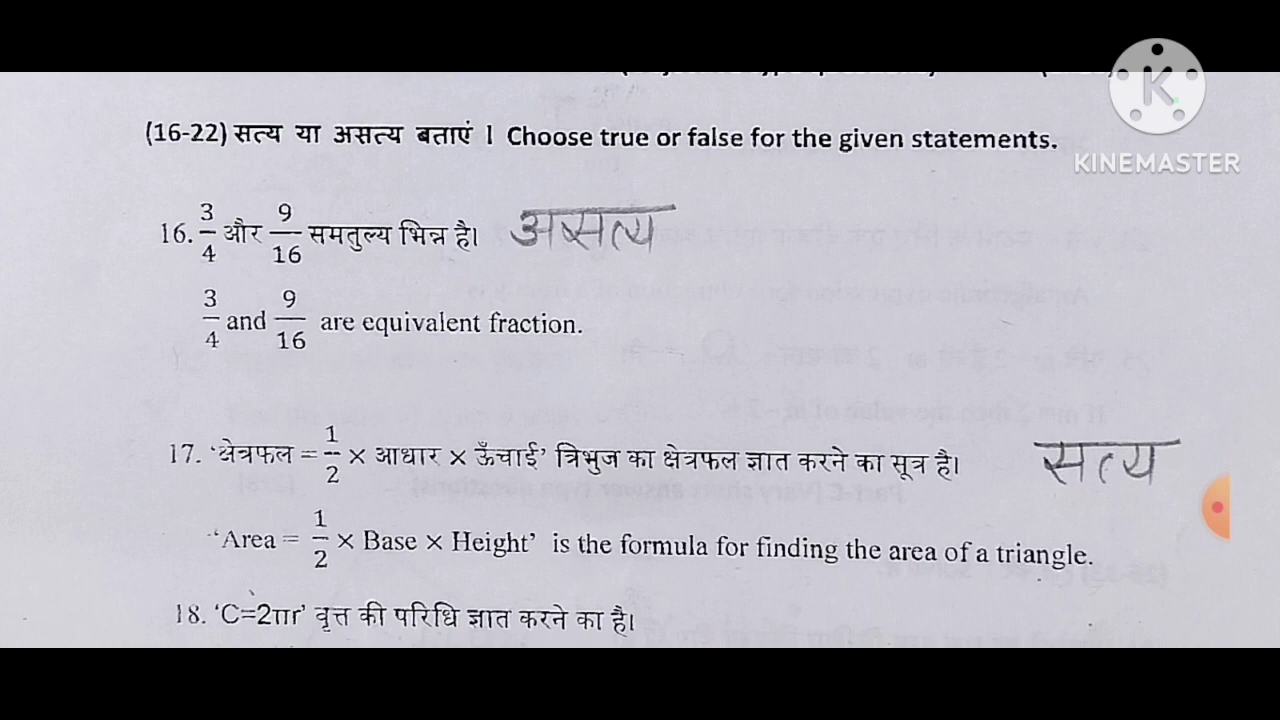 KINEMASTER
(16-22) सत्य या असत्य बताएं । Choose true or false for the given statements.
16. 3/4 और 9/16 समतुल्य भिन्न है। असत्य
3/4 and 9/16 are equivalent fraction.
17. 'क्षेत्रफल = 1/2 × आधार × ऊँचाई' त्रिभुज का क्षेत्रफल ज्ञात करने का सूत्र है। सत्य
'Area = 1/2 × Base × Height' is the formula for finding the area of a triangle.
18. 'C=2πr' वृत्त की परिधि ज्ञात करने का है।